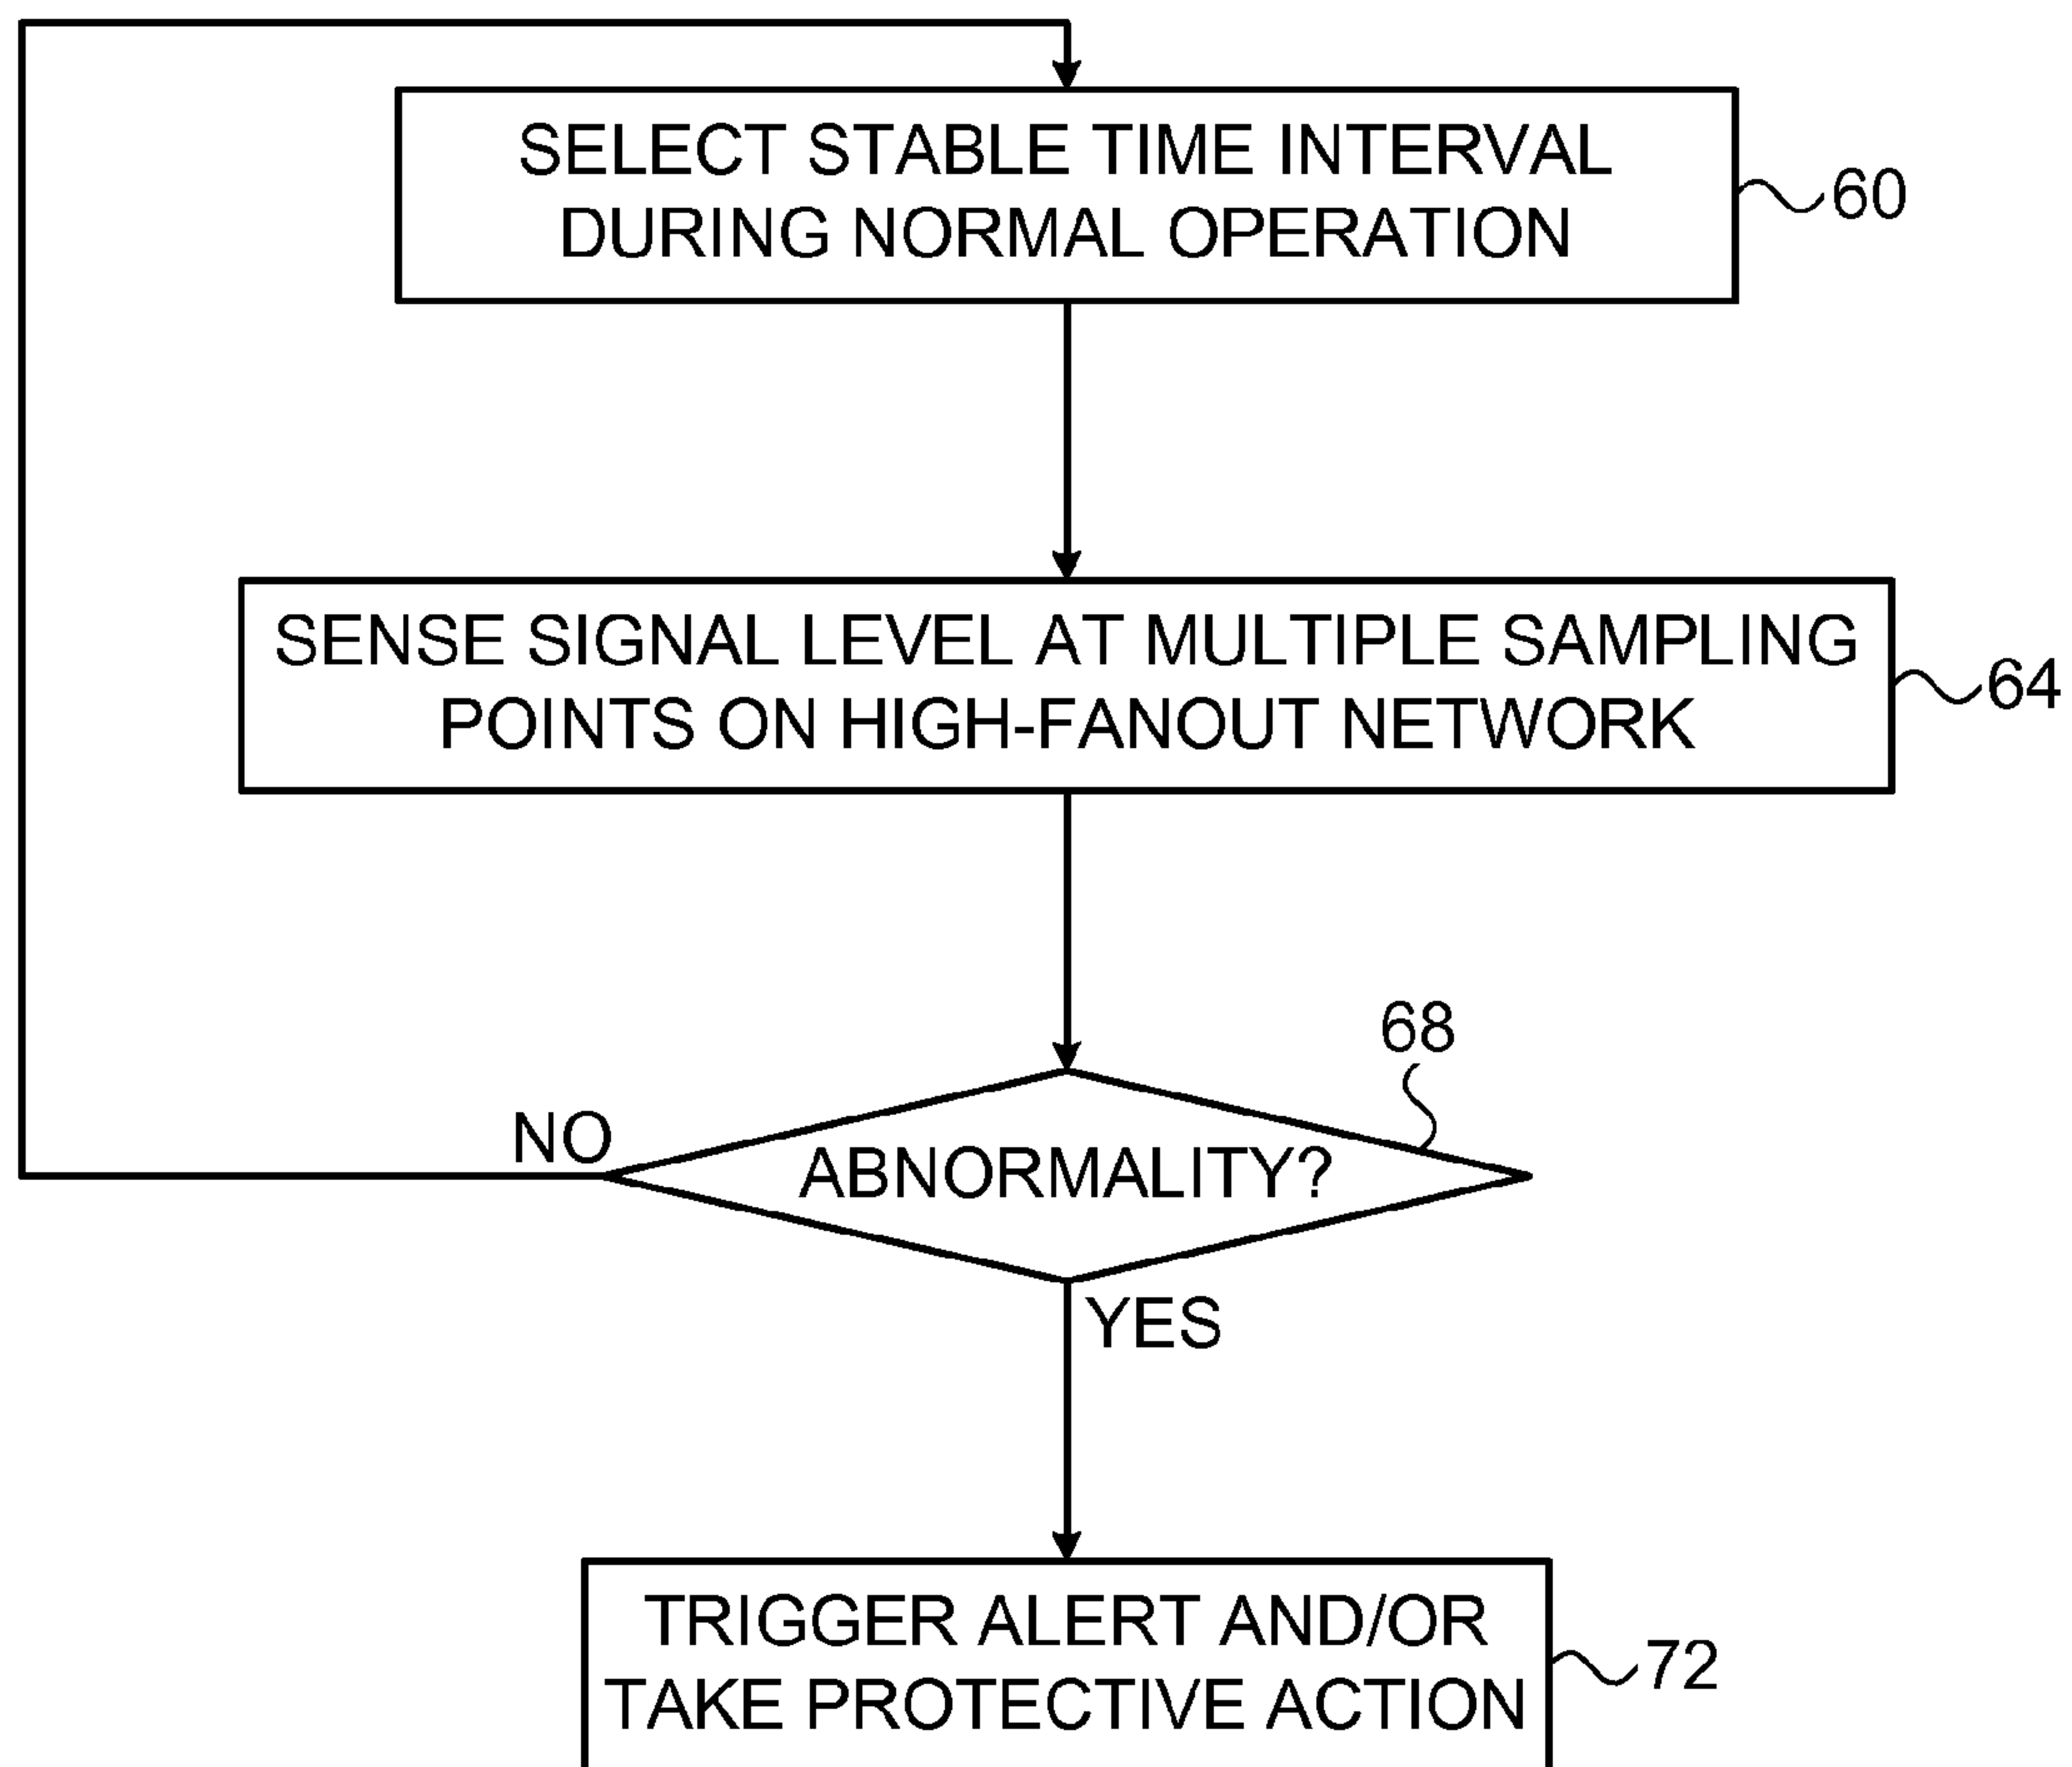 SELECT STABLE TIME INTERVAL
DURING NORMAL OPERATION
60
SENSE SIGNAL LEVEL AT MULTIPLE SAMPLING
POINTS ON HIGH-FANOUT NETWORK
64
68
NO
ABNORMALITY?
YES
TRIGGER ALERT AND/OR
TAKE PROTECTIVE ACTION
72